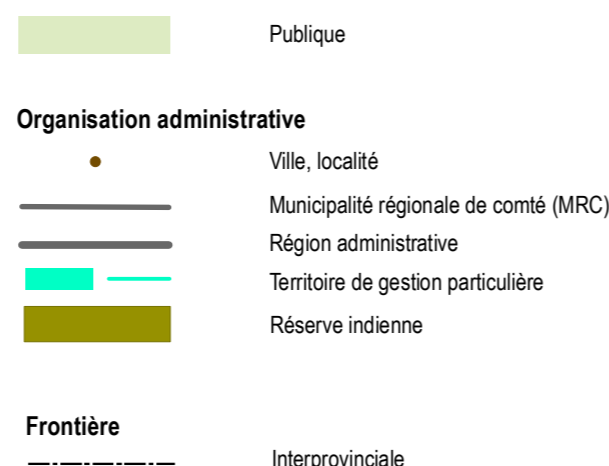 Publique
Organisation administrative
Ville, localité
Municipalité régionale de comté (MRC)
Région administrative
Territoire de gestion particulière
Réserve indienne
Frontière
Interprovinciale